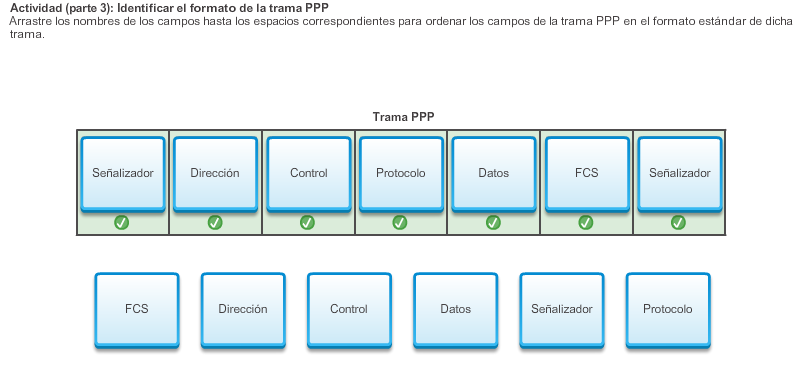 Actividad (parte 3): Identificar el formato de la trama PPP
Arrastre los nombres de los campos hasta los espacios correspondientes para ordenar los campos de la trama PPP en el formato estándar de dicha
trama.
Trama PPP
Señalizador Dirección Control Protocolo Datos FCS Señalizador
FCS Dirección Control Datos Señalizador Protocolo